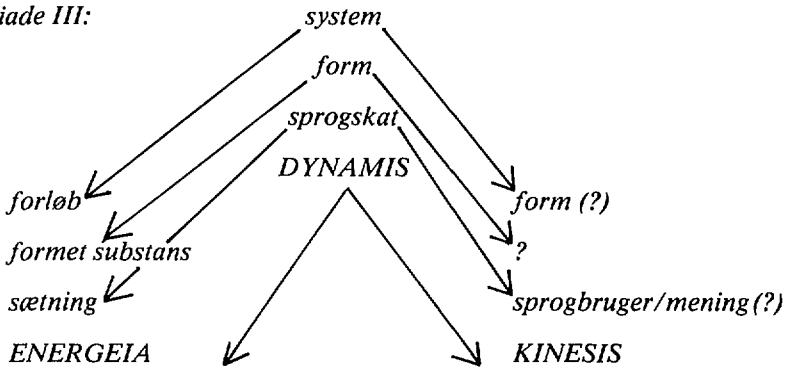 iade III:
system
form
sprogskat
DYNAMIS
forløb
form (?)
formet substans
?
sætning
sprogbruger/mening (?)
ENERGEIA
KINESIS